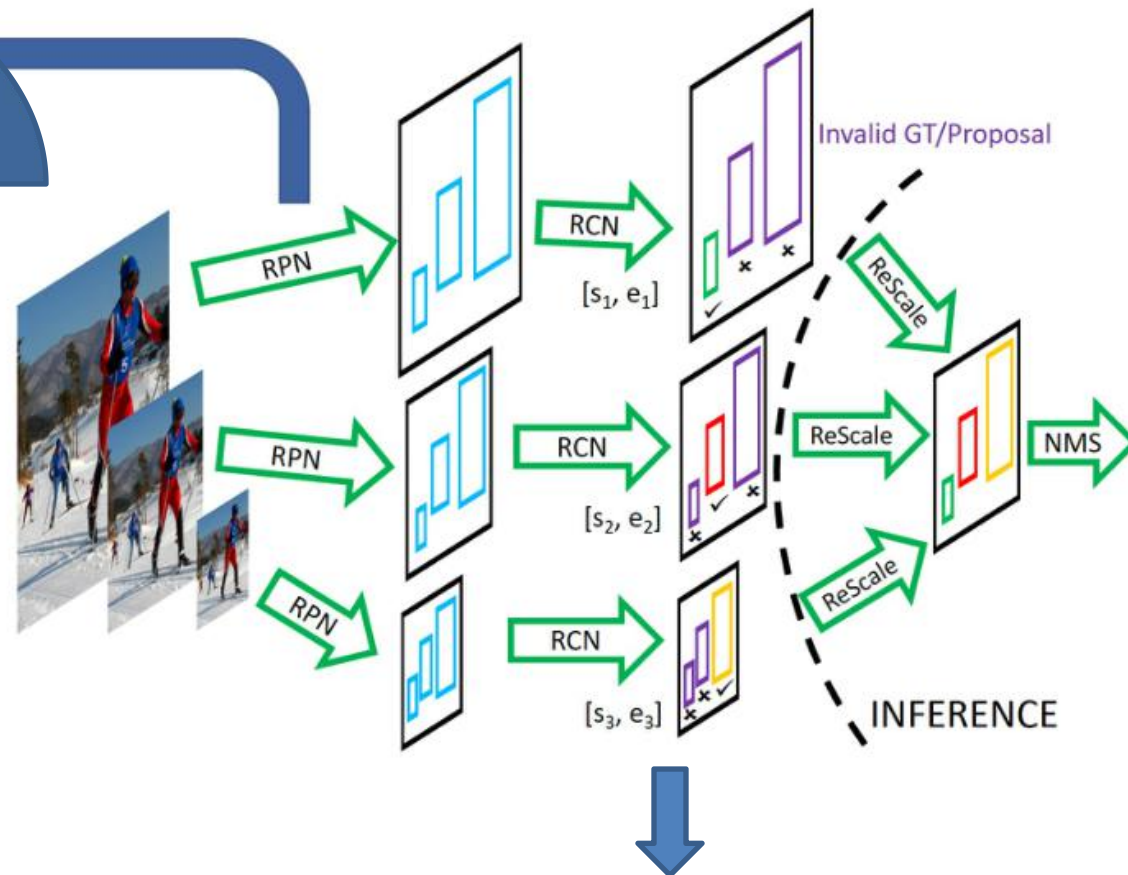 Invalid GT/Proposal
RPN
RCN
[s₁, e₁]
ReScale
RPN
RCN
[s₂, e₂]
ReScale
NMS
RPN
RCN
[s₃, e₃]
ReScale
INFERENCE